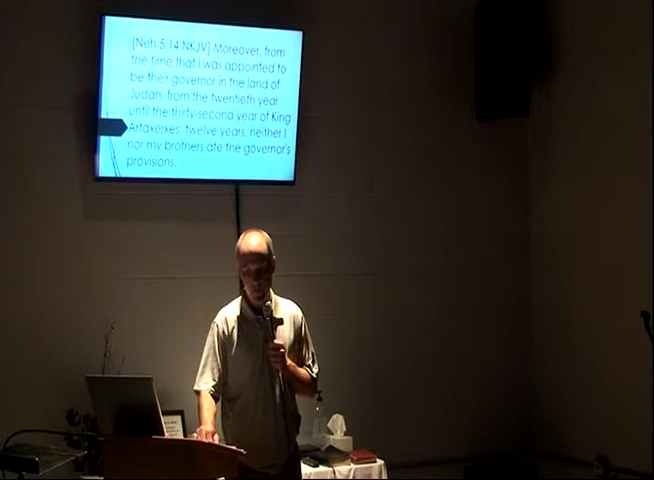 [Neh 5:14 NKJV] Moreover, from
the time that I was appointed to
be their governor in the land of
Judah, from the twentieth year
until the thirty-second year of King
Artaxerxes, twelve years, neither I
nor my brothers ate the governor's
provisions.